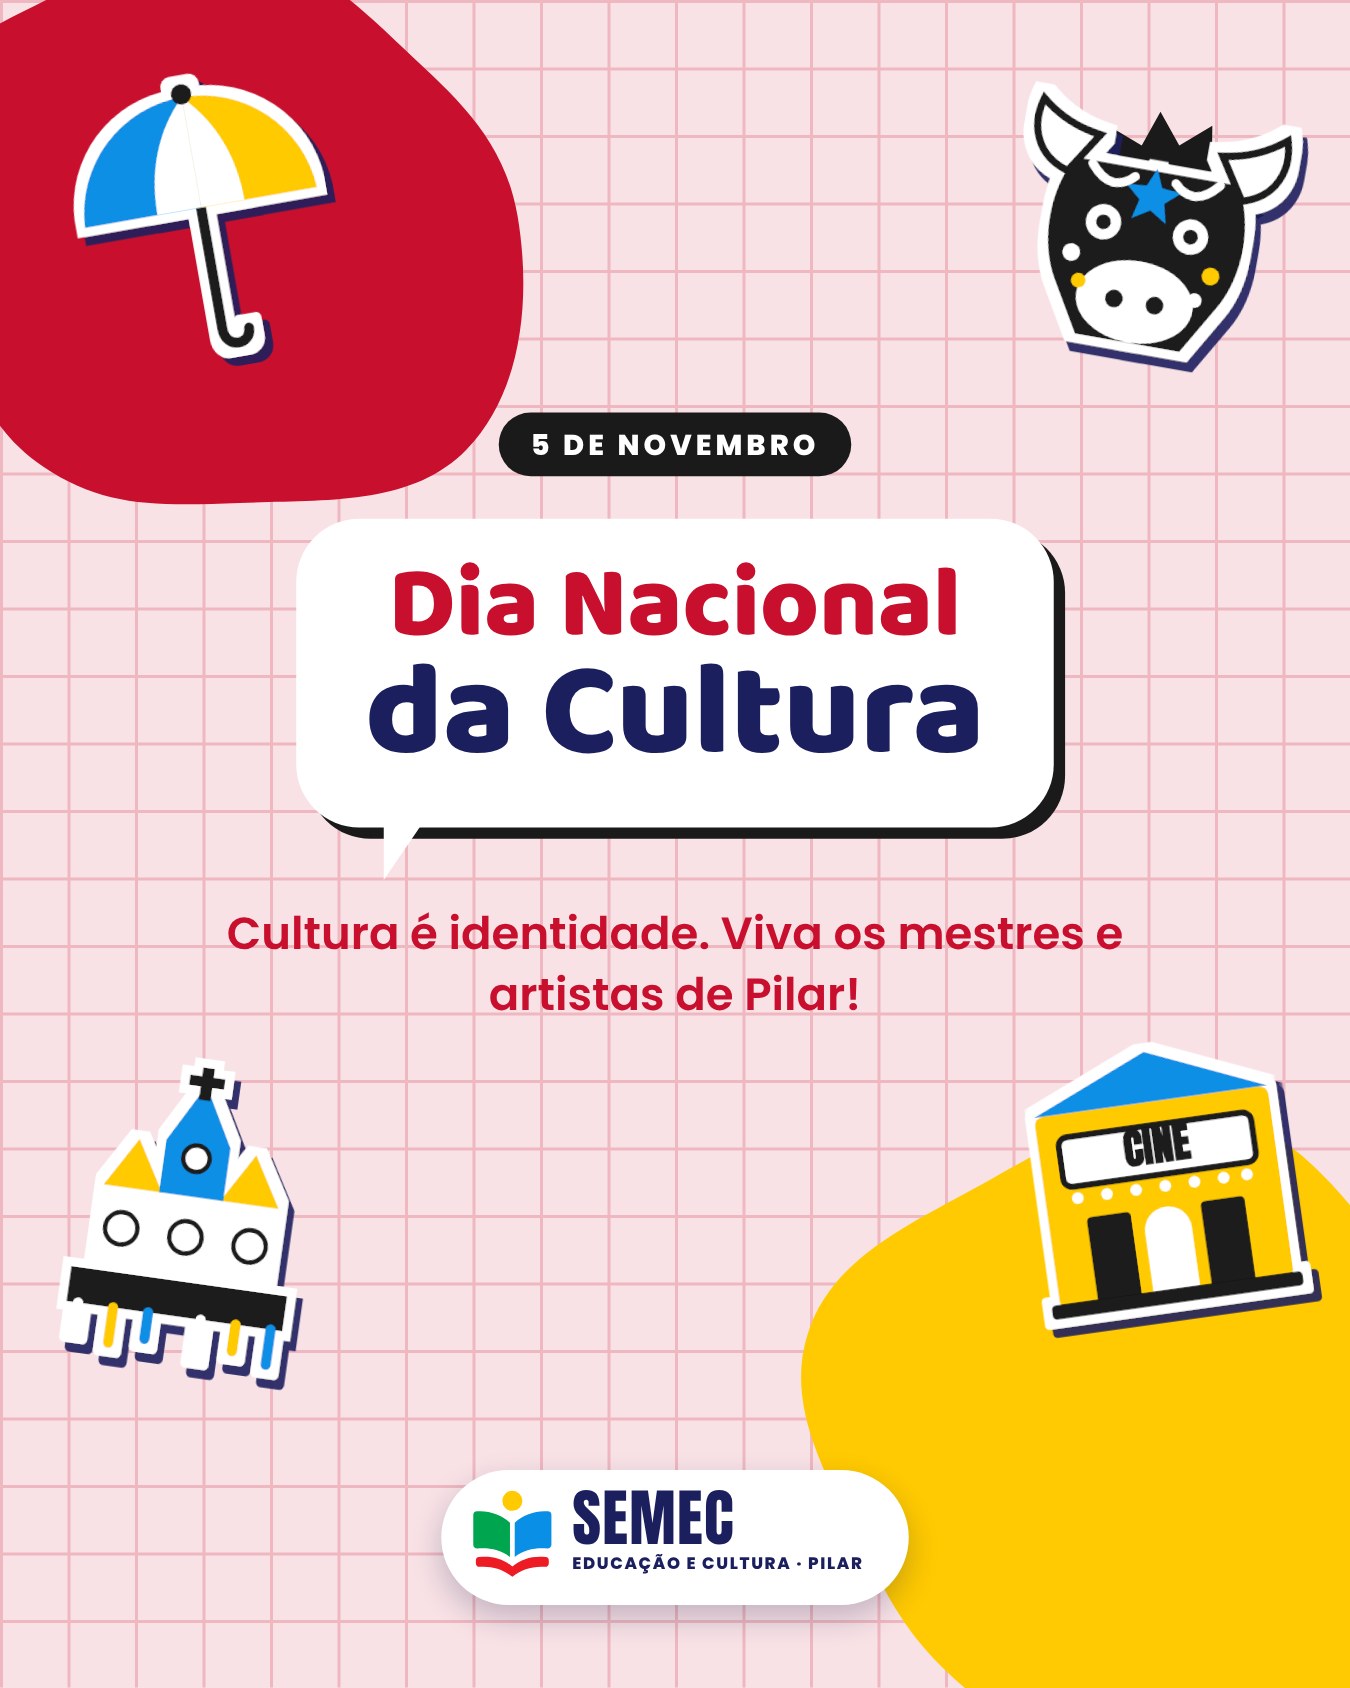 5 DE NOVEMBRO
Dia Nacional
da Cultura
Cultura é identidade. Viva os mestres e
artistas de Pilar!
CINE
SEMEC
EDUCAÇÃO E CULTURA · PILAR